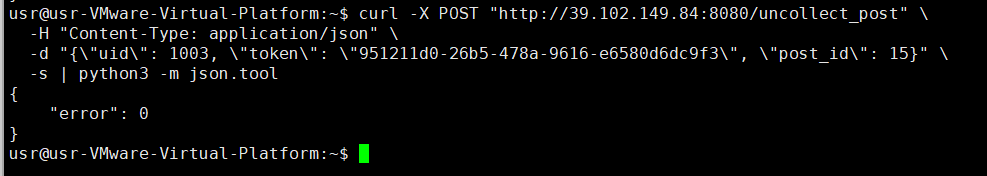 usr@usr-VMware-Virtual-Platform:~$ curl -X POST "http://39.102.149.84:8080/uncollect_post" \
  -H "Content-Type: application/json" \
  -d "{\"uid\": 1003, \"token\": \"951211d0-26b5-478a-9616-e6580d6dc9f3\", \"post_id\": 15}" \
  -s | python3 -m json.tool
{
    "error": 0
}
usr@usr-VMware-Virtual-Platform:~$